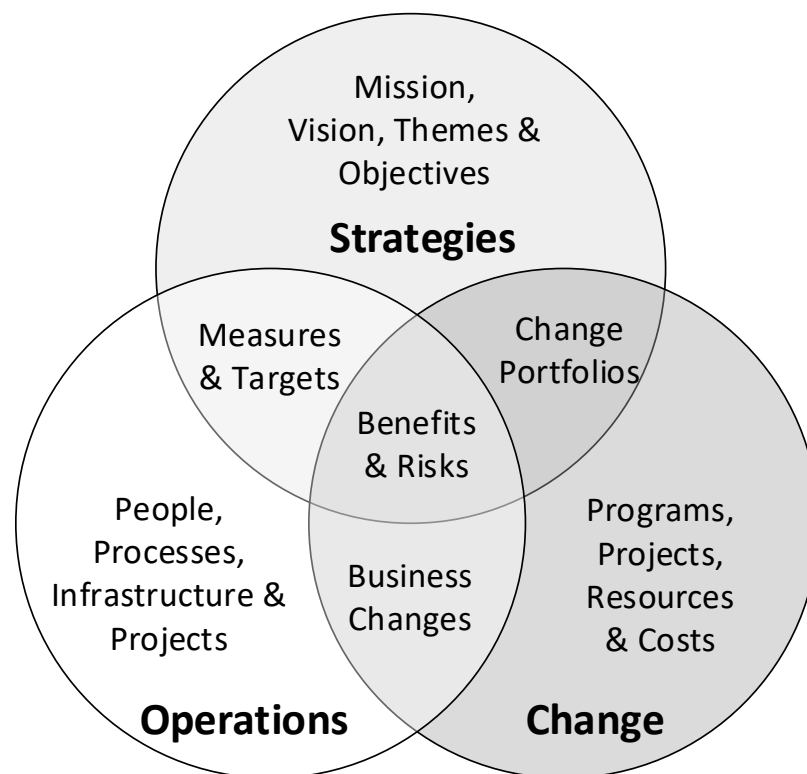 Mission,
Vision, Themes &
Objectives
Strategies
Measures
& Targets
Change
Portfolios
Benefits
& Risks
People,
Processes,
Infrastructure &
Projects
Business
Changes
Programs,
Projects,
Resources
& Costs
Operations
Change